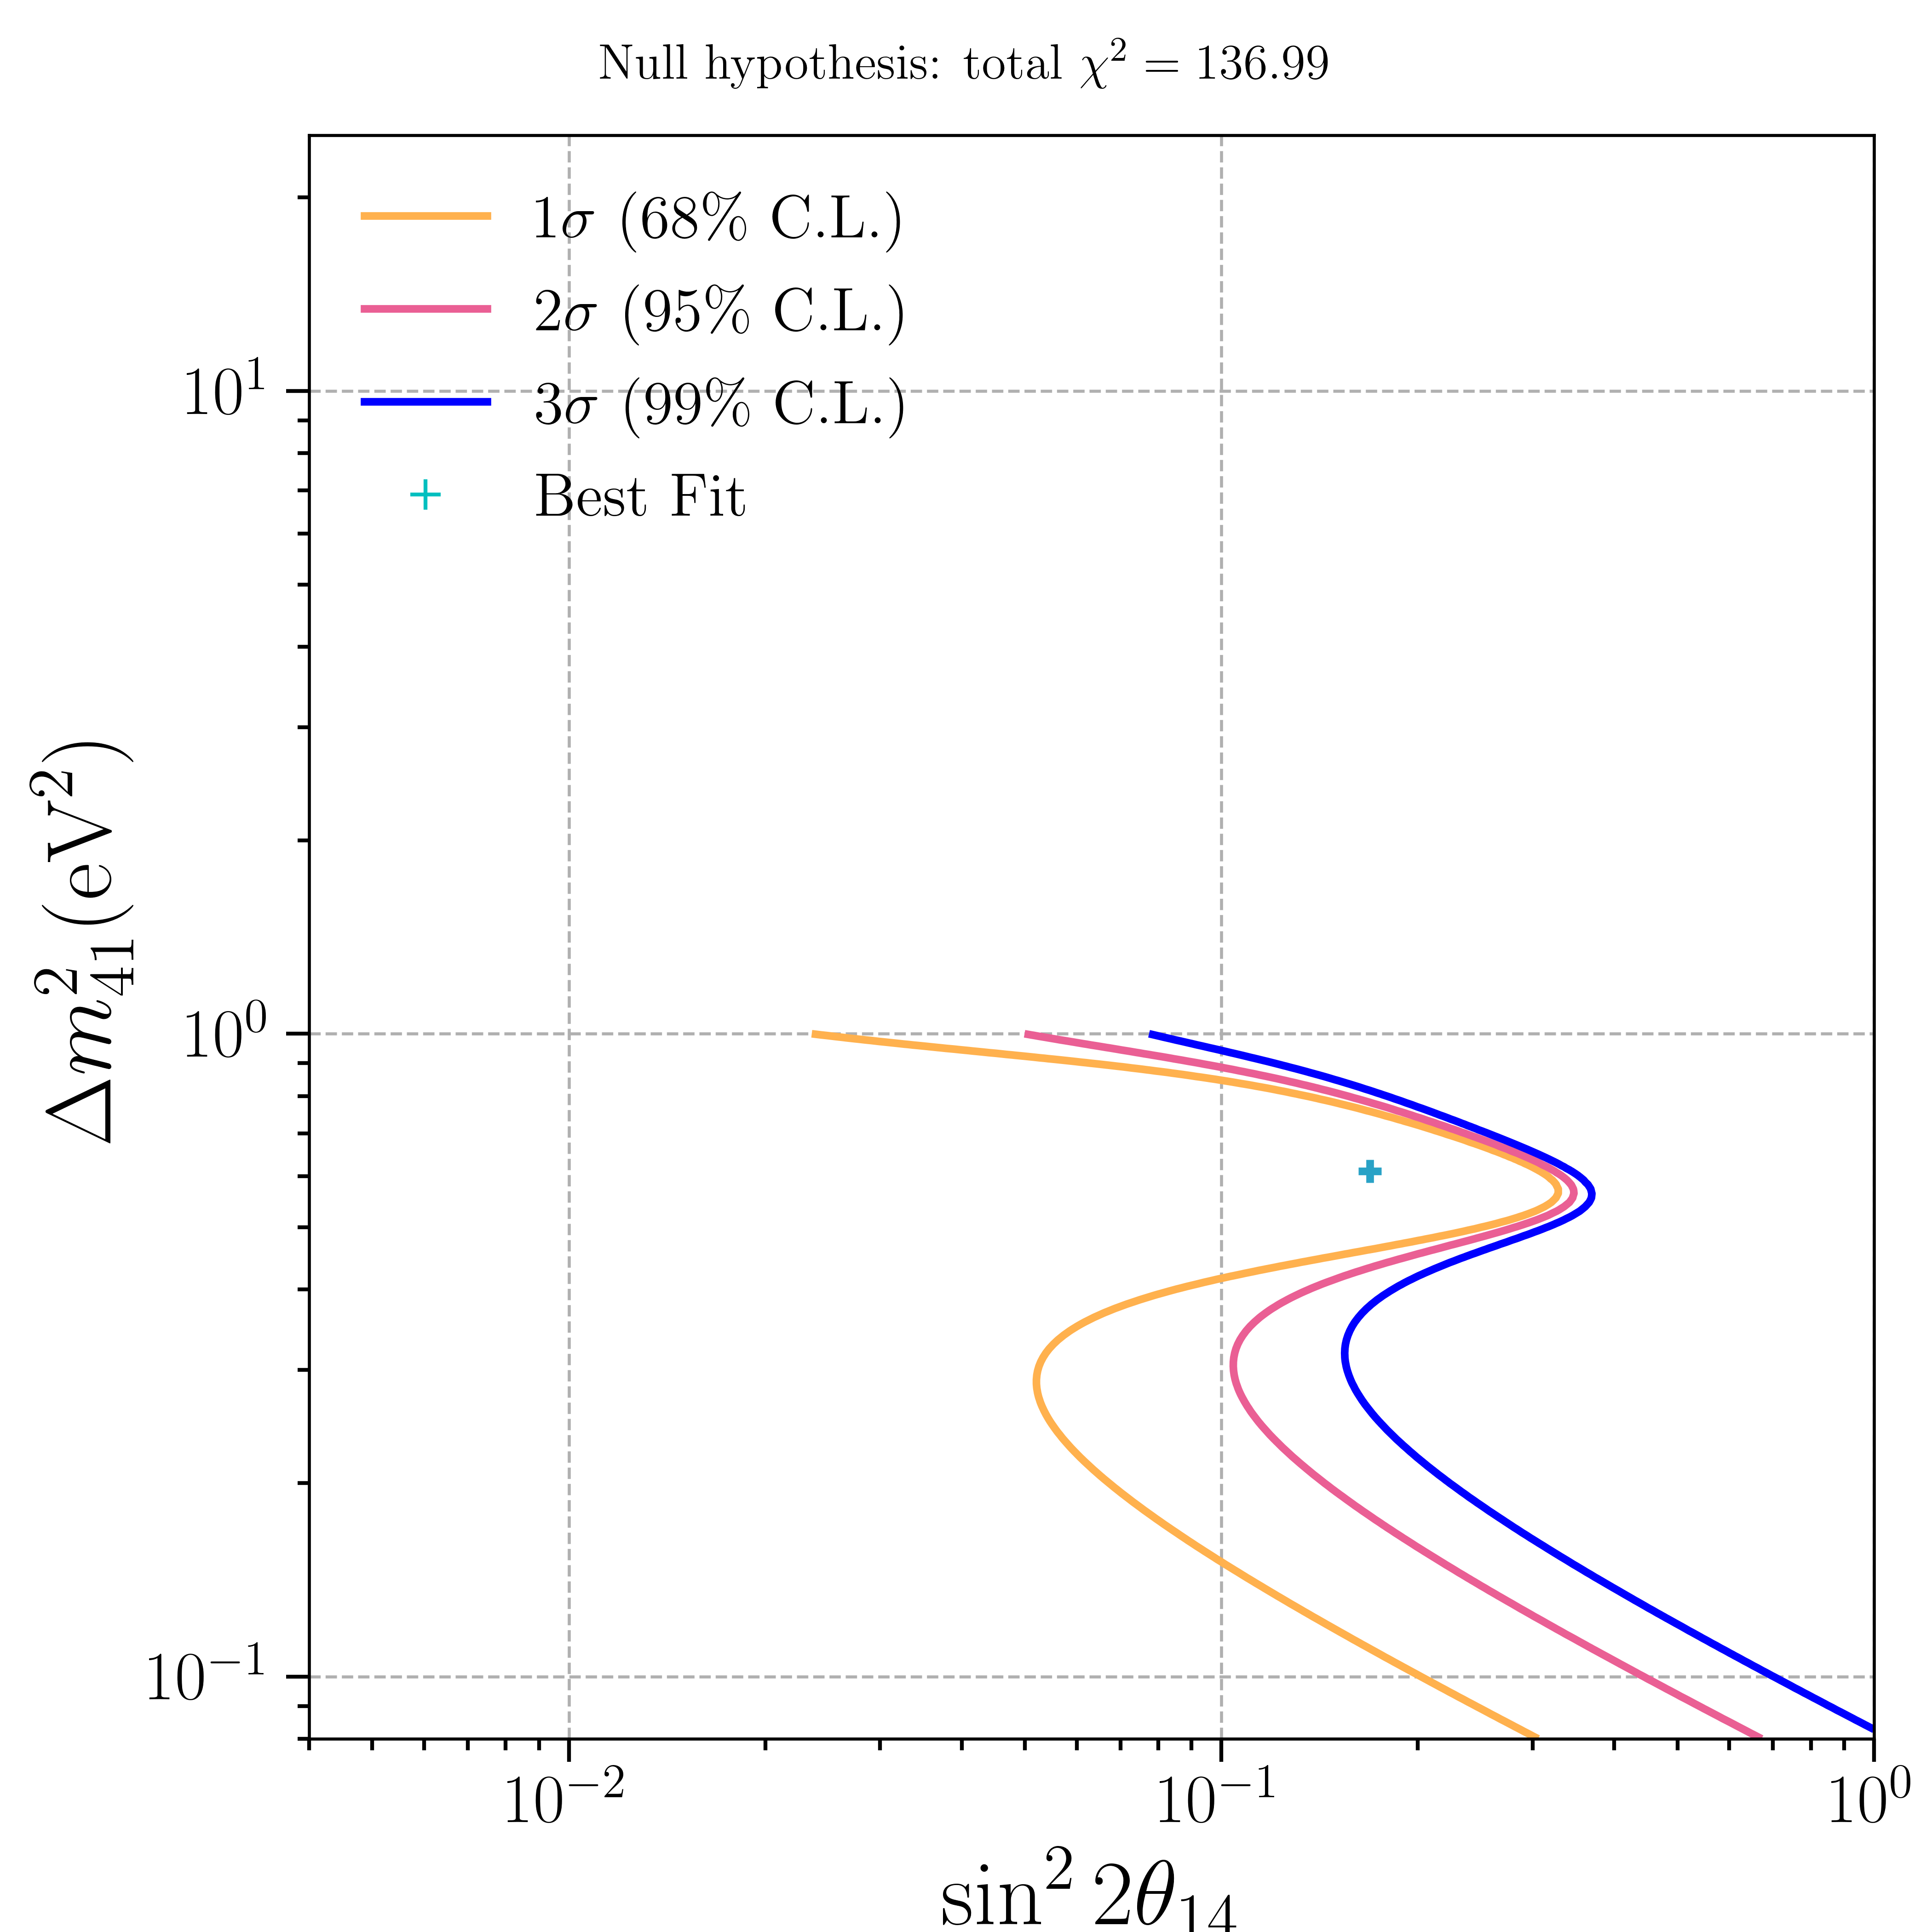 Null hypothesis: total χ² = 136.99
1σ (68% C.L.)
2σ (95% C.L.)
3σ (99% C.L.)
Best Fit
10¹
10⁰
10⁻¹
Δm²₄₁(eV²)
10⁻²
10⁻¹
10⁰
sin² 2θ₁₄